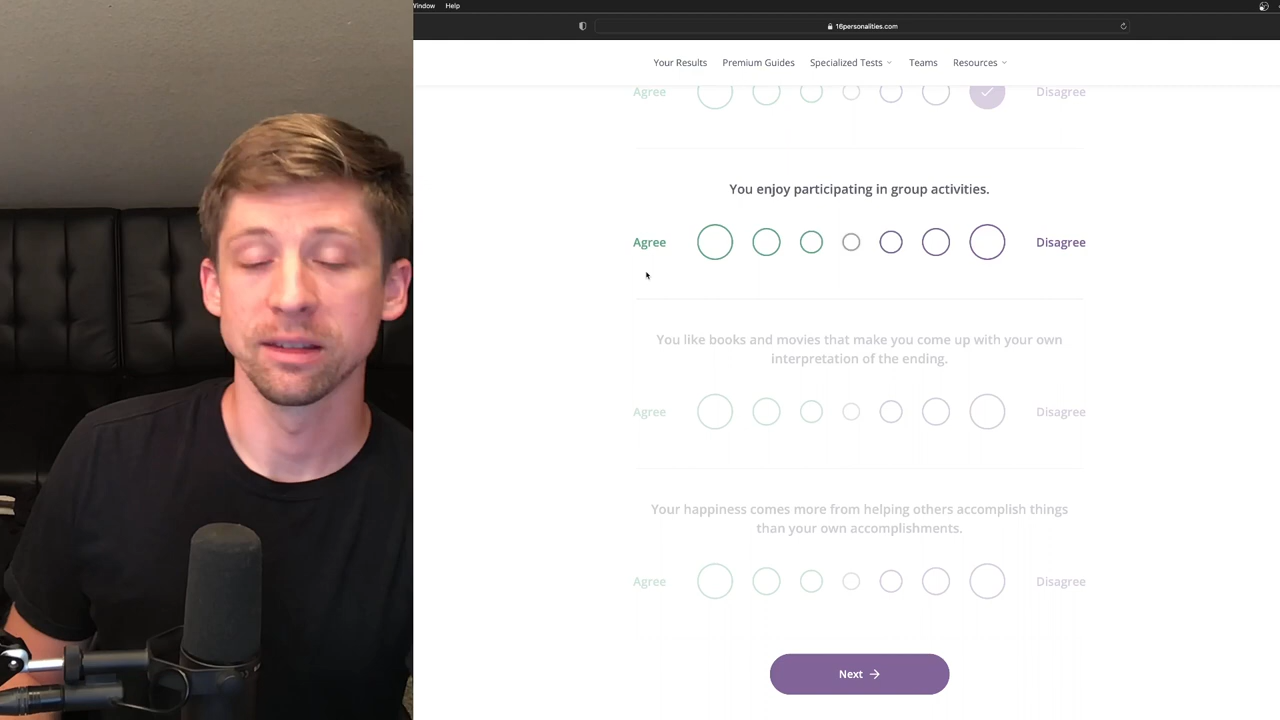 Window Help
16personalities.com
Your Results Premium Guides Specialized Tests Teams Resources
Agree Disagree
You enjoy participating in group activities.
Agree Disagree
You like books and movies that make you come up with your own
interpretation of the ending.
Agree Disagree
Your happiness comes more from helping others accomplish things
than your own accomplishments.
Agree Disagree
Next